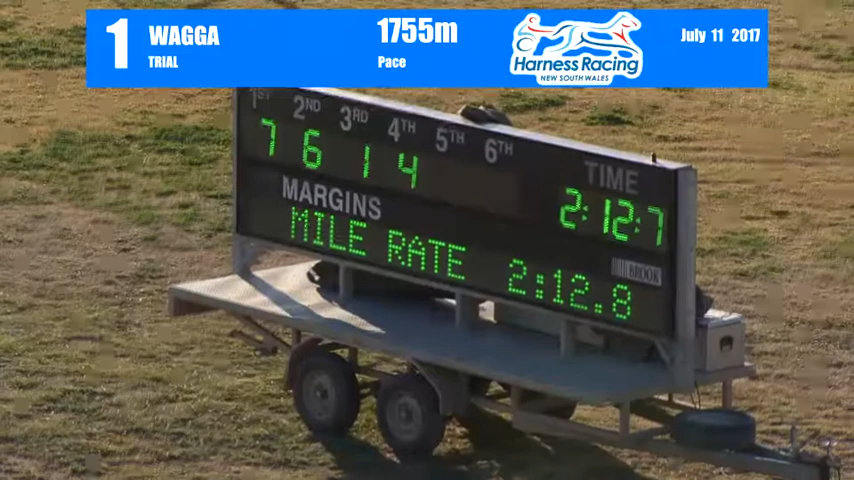 1 WAGGA
TRIAL
1755m
Pace
Harness Racing
NEW SOUTH WALES
July 11 2017
1ST 2ND 3RD 4TH 5TH 6TH
7 6 1 4
TIME
2:12:7
MARGINS
MILE RATE 2:12.8
BROOK